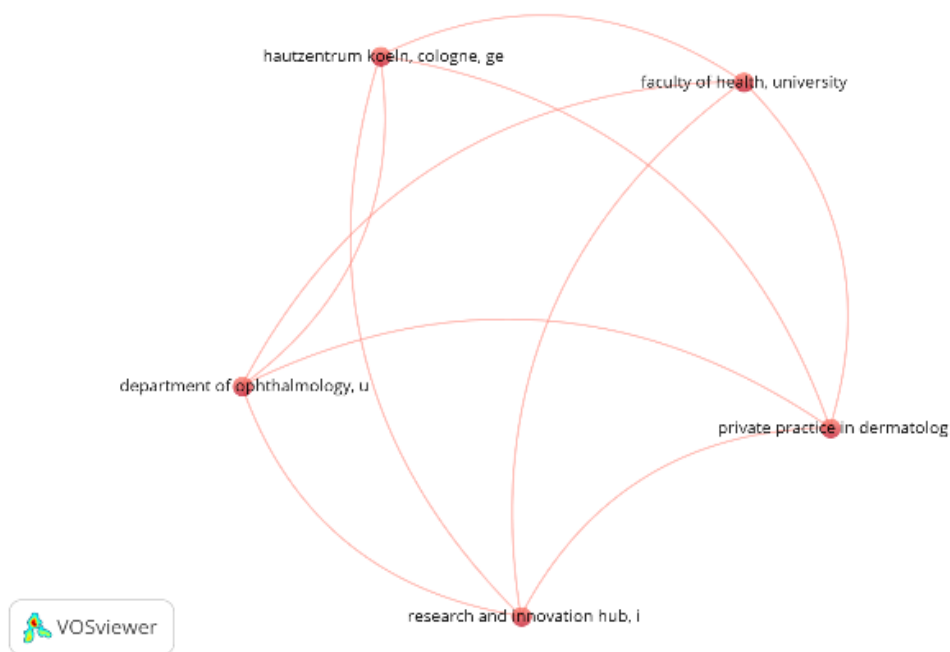 hautzentrum koeln, cologne, ge
faculty of health, university
department of ophthalmology, u
private practice in dermatolog
research and innovation hub, i
VOSviewer